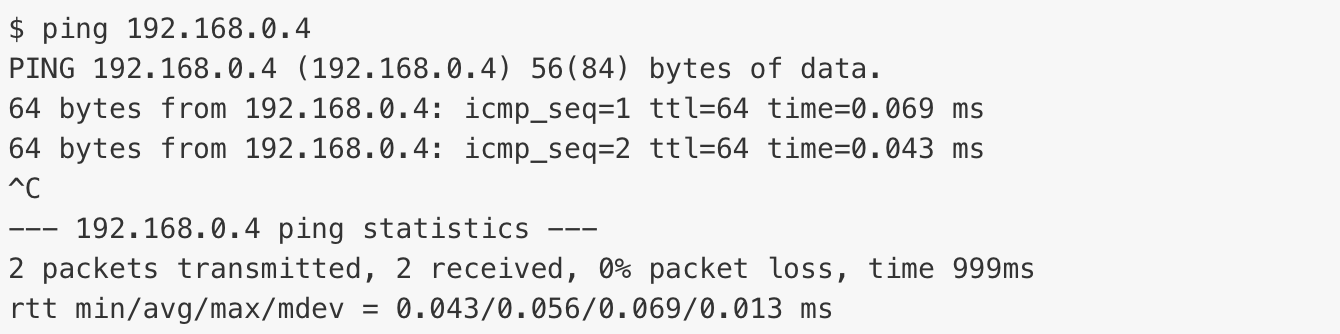 $ ping 192.168.0.4
PING 192.168.0.4 (192.168.0.4) 56(84) bytes of data.
64 bytes from 192.168.0.4: icmp_seq=1 ttl=64 time=0.069 ms
64 bytes from 192.168.0.4: icmp_seq=2 ttl=64 time=0.043 ms
^C
--- 192.168.0.4 ping statistics ---
2 packets transmitted, 2 received, 0% packet loss, time 999ms
rtt min/avg/max/mdev = 0.043/0.056/0.069/0.013 ms